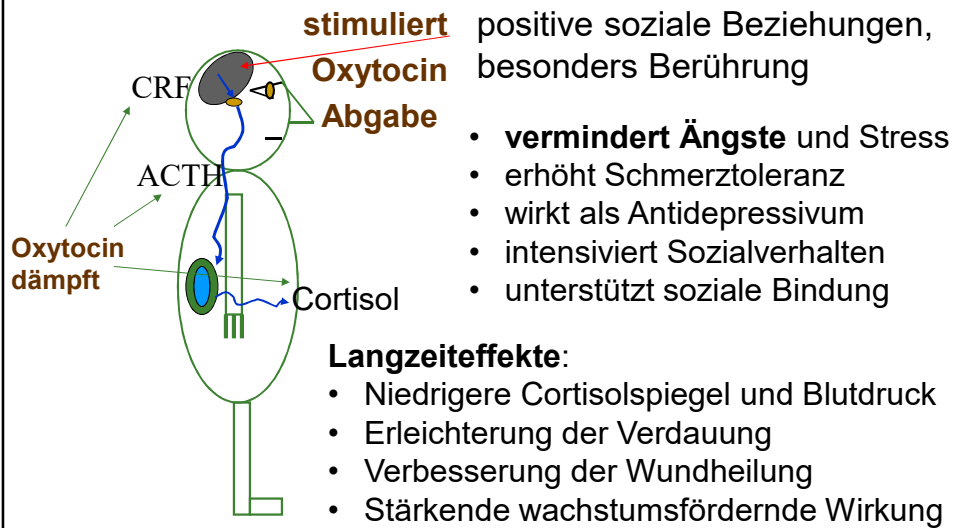 stimuliert
Oxytocin
Abgabe
positive soziale Beziehungen,
besonders Berührung
CRF
ACTH
Oxytocin
dämpft
Cortisol
• vermindert Ängste und Stress
• erhöht Schmerztoleranz
• wirkt als Antidepressivum
• intensiviert Sozialverhalten
• unterstützt soziale Bindung
Langzeiteffekte:
• Niedrigere Cortisolspiegel und Blutdruck
• Erleichterung der Verdauung
• Verbesserung der Wundheilung
• Stärkende wachstumsfördernde Wirkung